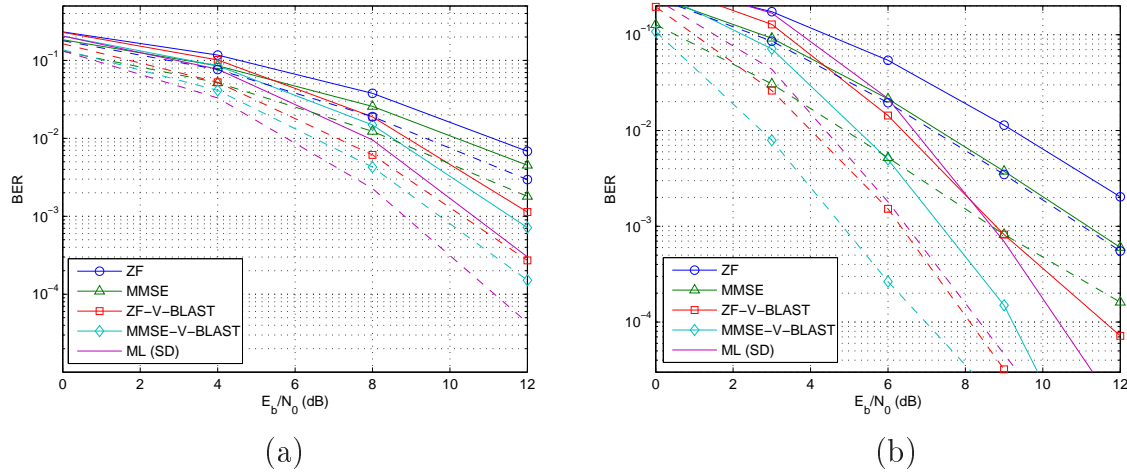 10⁻¹
10⁻²
10⁻³
10⁻⁴
BER
0 2 4 6 8 10 12
E_b/N_0 (dB)
ZF
MMSE
ZF−V−BLAST
MMSE−V−BLAST
ML (SD)
(a)
10⁻¹
10⁻²
10⁻³
10⁻⁴
BER
0 2 4 6 8 10 12
E_b/N_0 (dB)
ZF
MMSE
ZF−V−BLAST
MMSE−V−BLAST
ML (SD)
(b)